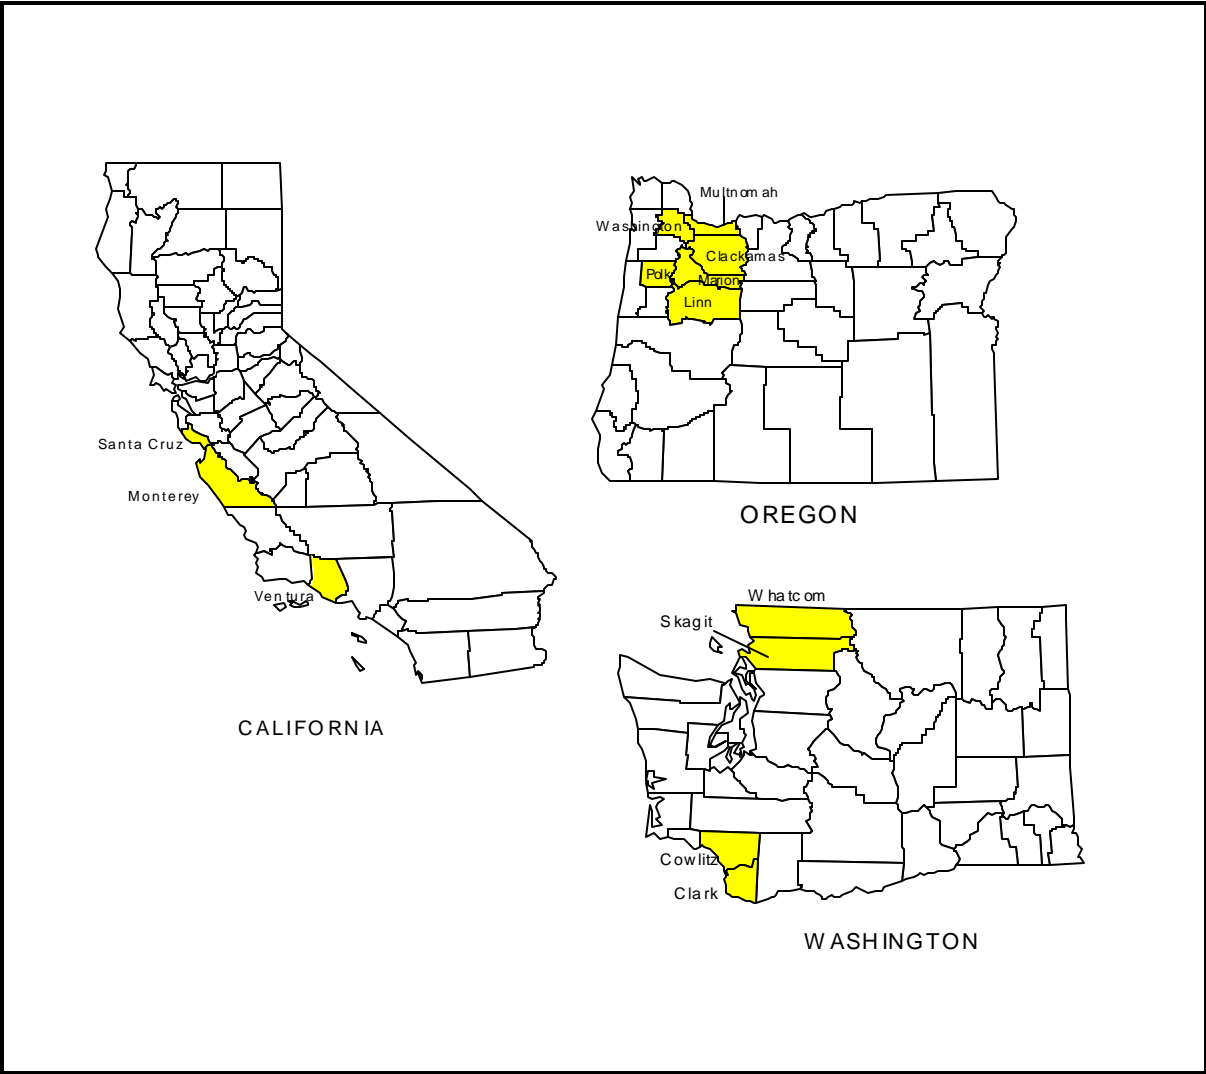 Multnomah
Washington
Clackamas
Polk
Marion
Linn
Santa Cruz
Monterey
OREGON
Ventura
Whatcom
Skagit
CALIFORNIA
Cowlitz
Clark
WASHINGTON